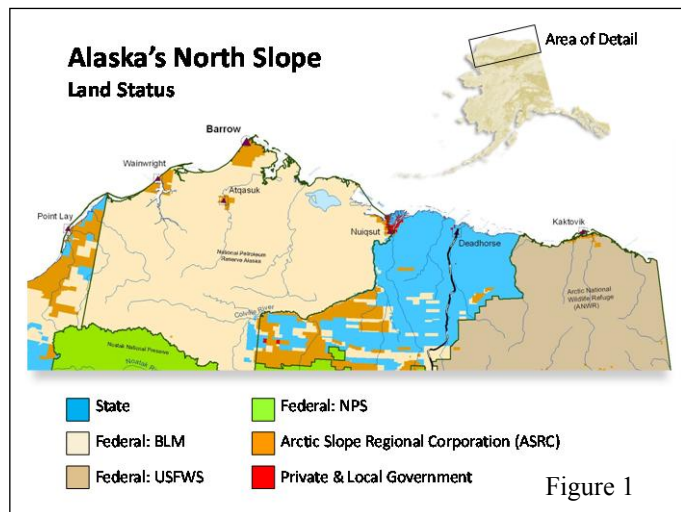 Alaska's North Slope
Land Status
Area of Detail
Barrow
Wainwright
Atqasuk
Point Lay
Nuiqsut
Deadhorse
Kaktovik
National Petroleum
Reserve Alaska
Arctic National
Wildlife Refuge
(ANWR)
Colville River
Noatak National Preserve
State
Federal: NPS
Federal: BLM
Arctic Slope Regional Corporation (ASRC)
Federal: USFWS
Private & Local Government
Figure 1